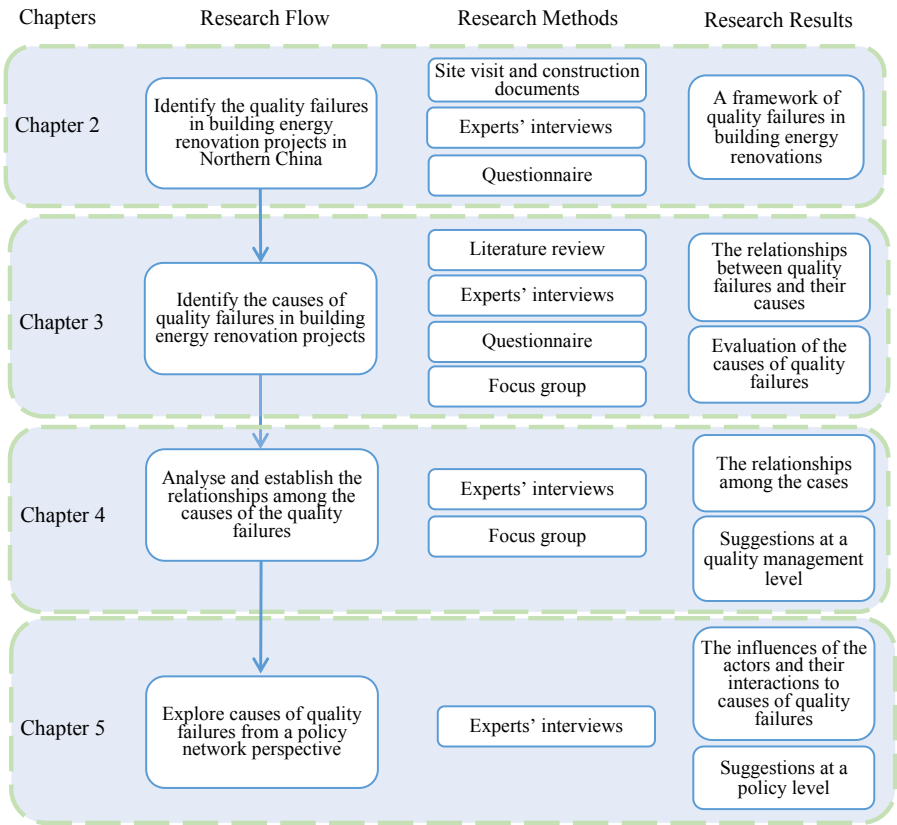 Chapters
Research Flow
Research Methods
Research Results
Chapter 2
Identify the quality failures
in building energy
renovation projects in
Northern China
Site visit and construction
documents
Experts’ interviews
Questionnaire
A framework of
quality failures in
building energy
renovations
Chapter 3
Identify the causes of
quality failures in building
energy renovation projects
Literature review
Experts’ interviews
Questionnaire
Focus group
The relationships
between quality
failures and their
causes
Evaluation of the
causes of quality
failures
Chapter 4
Analyse and establish the
relationships among the
causes of the quality
failures
Experts’ interviews
Focus group
The relationships
among the cases
Suggestions at a
quality management
level
Chapter 5
Explore causes of quality
failures from a policy
network perspective
Experts’ interviews
The influences of the
actors and their
interactions to
causes of quality
failures
Suggestions at a
policy level